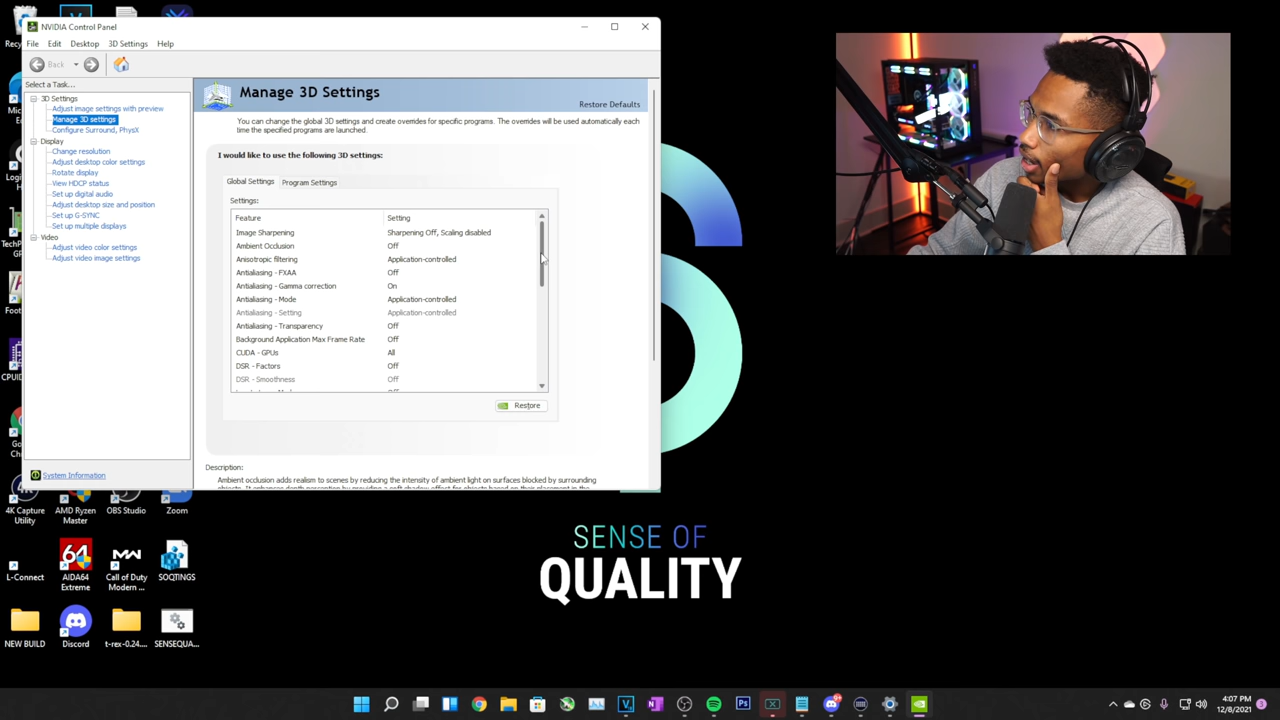 NVIDIA Control Panel
File Edit Desktop 3D Settings Help
Back
Select a Task...
3D Settings
Adjust image settings with preview
Manage 3D settings
Configure Surround, PhysX
Display
Change resolution
Adjust desktop color settings
Rotate display
View HDCP status
Set up digital audio
Adjust desktop size and position
Set up G-SYNC
Set up multiple displays
Video
Adjust video color settings
Adjust video image settings
System Information
Manage 3D Settings
Restore Defaults
You can change the global 3D settings and create overrides for specific programs. The overrides will be used automatically each
time the specified programs are launched.
I would like to use the following 3D settings:
Global Settings Program Settings
Settings:
Feature Setting
Image Sharpening Sharpening Off, Scaling disabled
Ambient Occlusion Off
Anisotropic filtering Application-controlled
Antialiasing - FXAA Off
Antialiasing - Gamma correction On
Antialiasing - Mode Application-controlled
Antialiasing - Setting Application-controlled
Antialiasing - Transparency Off
Background Application Max Frame Rate Off
CUDA - GPUs All
DSR - Factors Off
DSR - Smoothness Off
Restore
Description:
Ambient occlusion adds realism to scenes by reducing the intensity of ambient light on surfaces blocked by surrounding
4K Capture
Utility
AMD Ryzen
Master
OBS Studio
Zoom
L-Connect
64
AIDA64
Extreme
Call of Duty
Modern ...
SOQTINGS
NEW BUILD
Discord
t-rex-0.24....
SENSEQUA...
SENSE OF
QUALITY
4:07 PM
12/8/2021